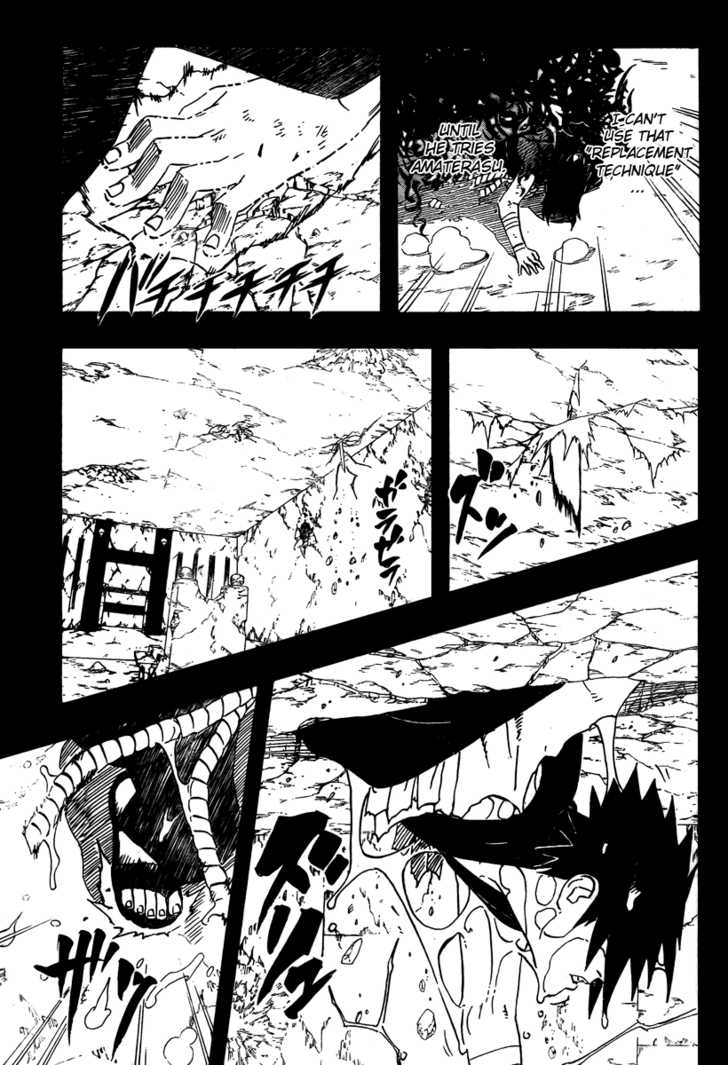 I CAN'T
USE THAT
"REPLACEMENT
TECHNIQUE"
...
UNTIL
HE TRIES
AMATERASU.
バチチチチチ
ズッ
ガラガラ
ズリュ
ザッ